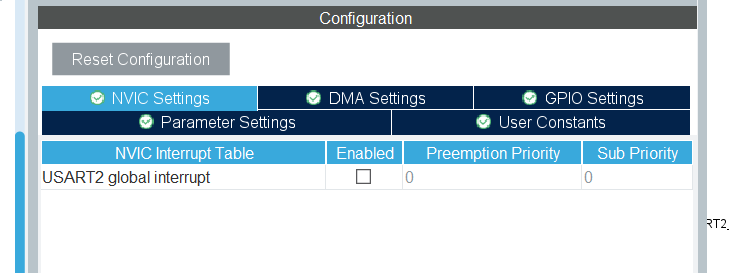 Configuration
Reset Configuration
NVIC Settings DMA Settings GPIO Settings
Parameter Settings User Constants
NVIC Interrupt Table Enabled Preemption Priority Sub Priority
USART2 global interrupt 0 0
RT2_